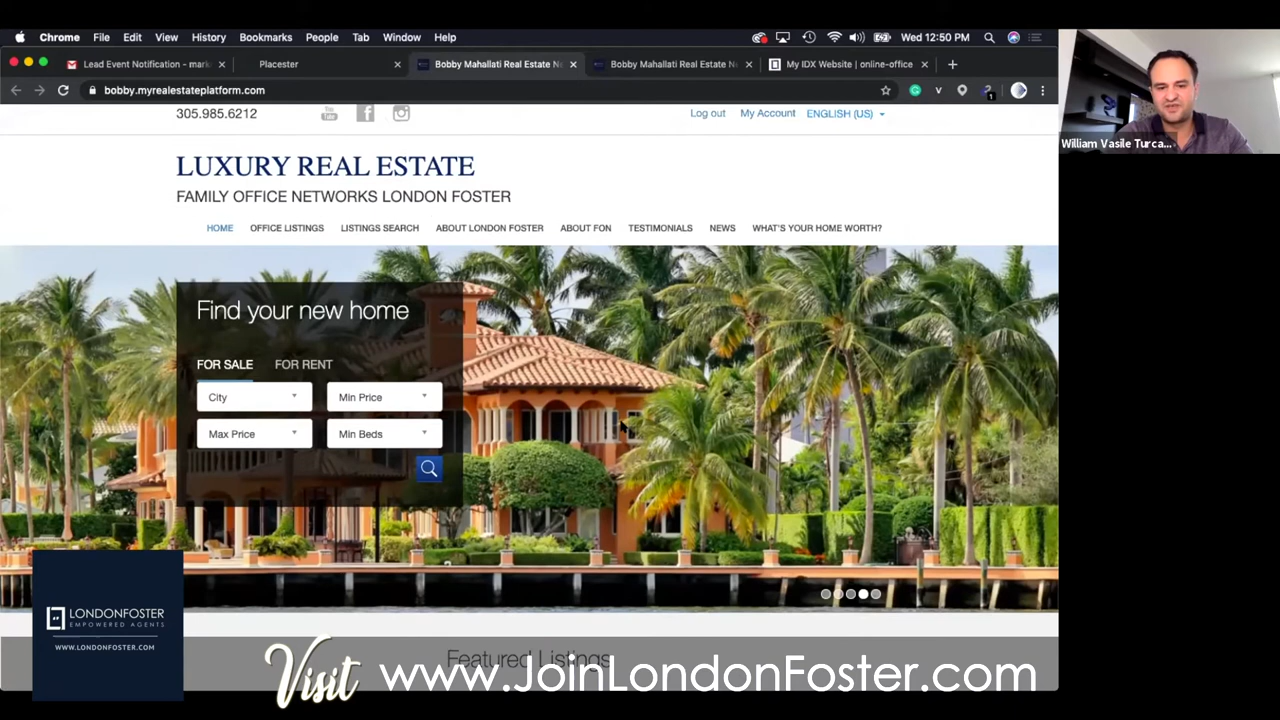 Chrome File Edit View History Bookmarks People Tab Window Help
Wed 12:50 PM
Lead Event Notification – mark
Placester
Bobby Mahallati Real Estate N
Bobby Mahallati Real Estate N
My IDX Website | online-office
bobby.myrealestateplatform.com
305.985.6212
Log out My Account ENGLISH (US)
LUXURY REAL ESTATE
FAMILY OFFICE NETWORKS LONDON FOSTER
HOME OFFICE LISTINGS LISTINGS SEARCH ABOUT LONDON FOSTER ABOUT FON TESTIMONIALS NEWS WHAT'S YOUR HOME WORTH?
Find your new home
FOR SALE FOR RENT
City Min Price
Max Price Min Beds
William Vasile Turca...
LONDONFOSTER
EMPOWERED AGENTS
WWW.LONDONFOSTER.COM
Featured Listings
Visit www.JoinLondonFoster.com